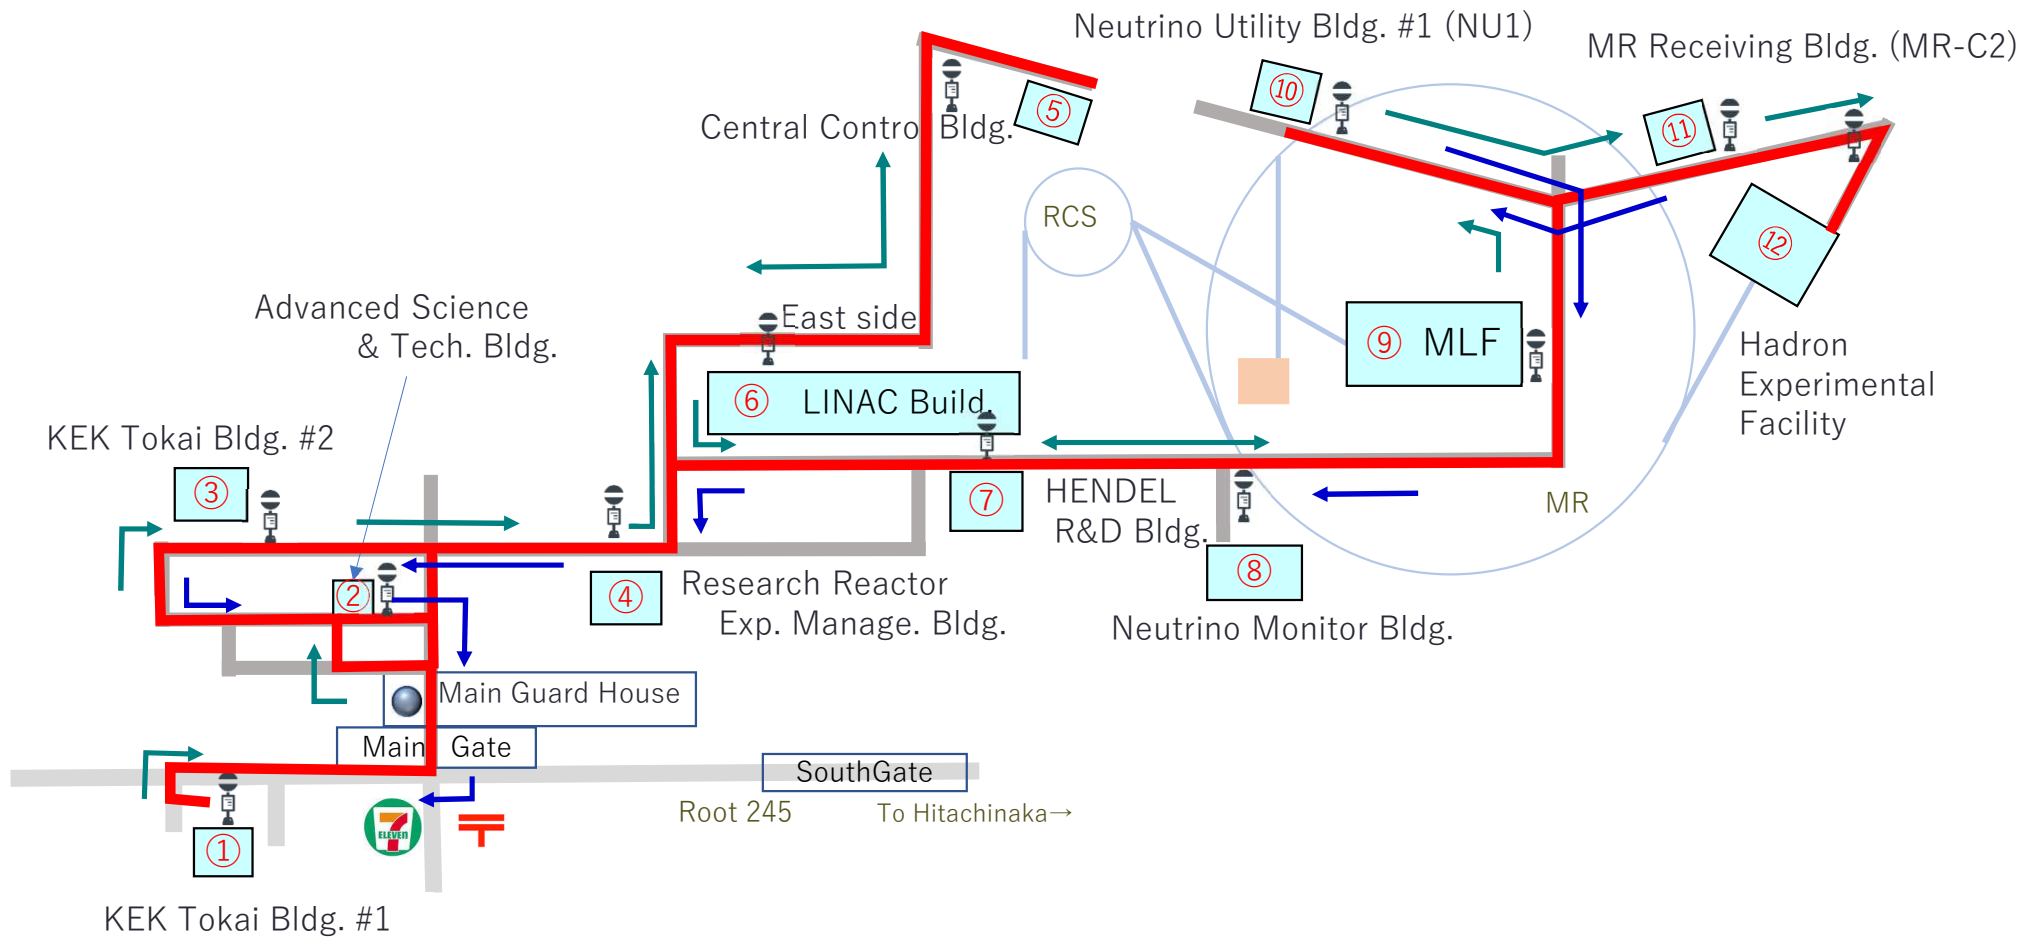 Neutrino Utility Bldg. #1 (NU1)
MR Receiving Bldg. (MR-C2)
⑩
⑤
⑪
Central Control Bldg.
RCS
⑫
Advanced Science
& Tech. Bldg.
East side
⑨ MLF
Hadron
Experimental
Facility
⑥ LINAC Build.
KEK Tokai Bldg. #2
③
⑦
HENDEL
R&D Bldg.
MR
②
④
Research Reactor
Exp. Manage. Bldg.
⑧
Neutrino Monitor Bldg.
Main Guard House
Main Gate
SouthGate
Root 245
To Hitachinaka→
7
ELEVEN
〒
①
KEK Tokai Bldg. #1